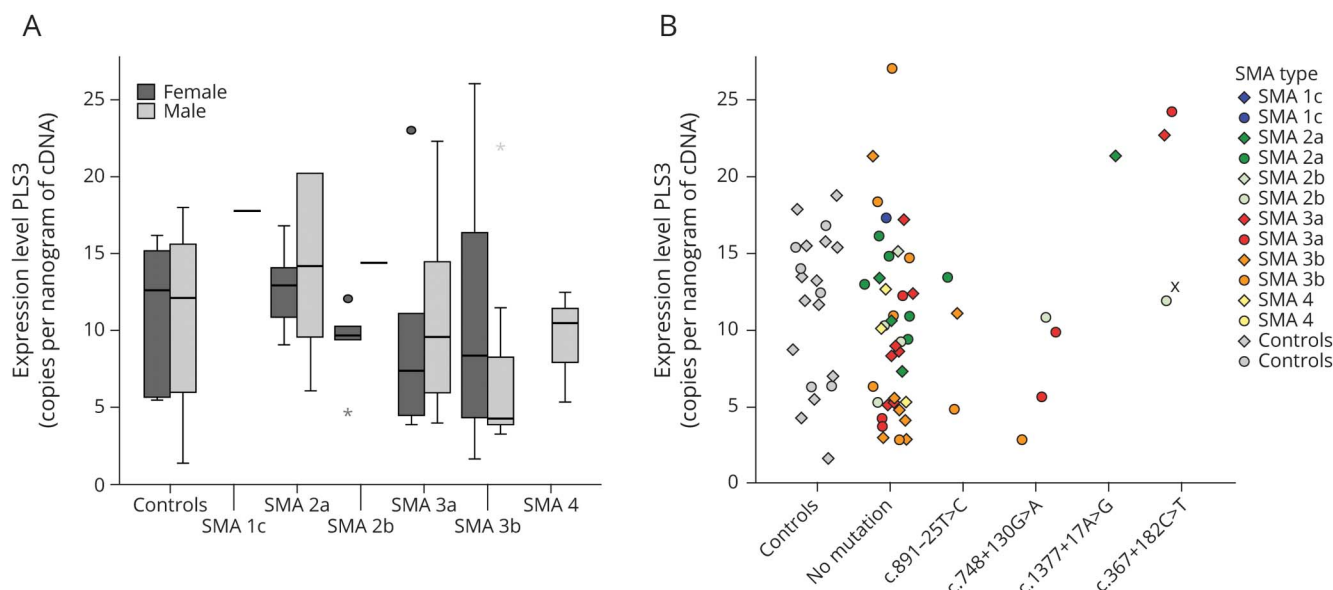 A
Expression level PLS3
(copies per nanogram of cDNA)
25
20
15
10
5
0
Female
Male
*
*
Controls
SMA 1c
SMA 2a
SMA 2b
SMA 3a
SMA 3b
SMA 4
B
Expression level PLS3
(copies per nanogram of cDNA)
25
20
15
10
5
0
X
Controls
No mutation
c.891–25T>C
c.748+130G>A
c.1377+17A>G
c.367+182C>T
SMA type
SMA 1c
SMA 1c
SMA 2a
SMA 2a
SMA 2b
SMA 2b
SMA 3a
SMA 3a
SMA 3b
SMA 3b
SMA 4
SMA 4
Controls
Controls